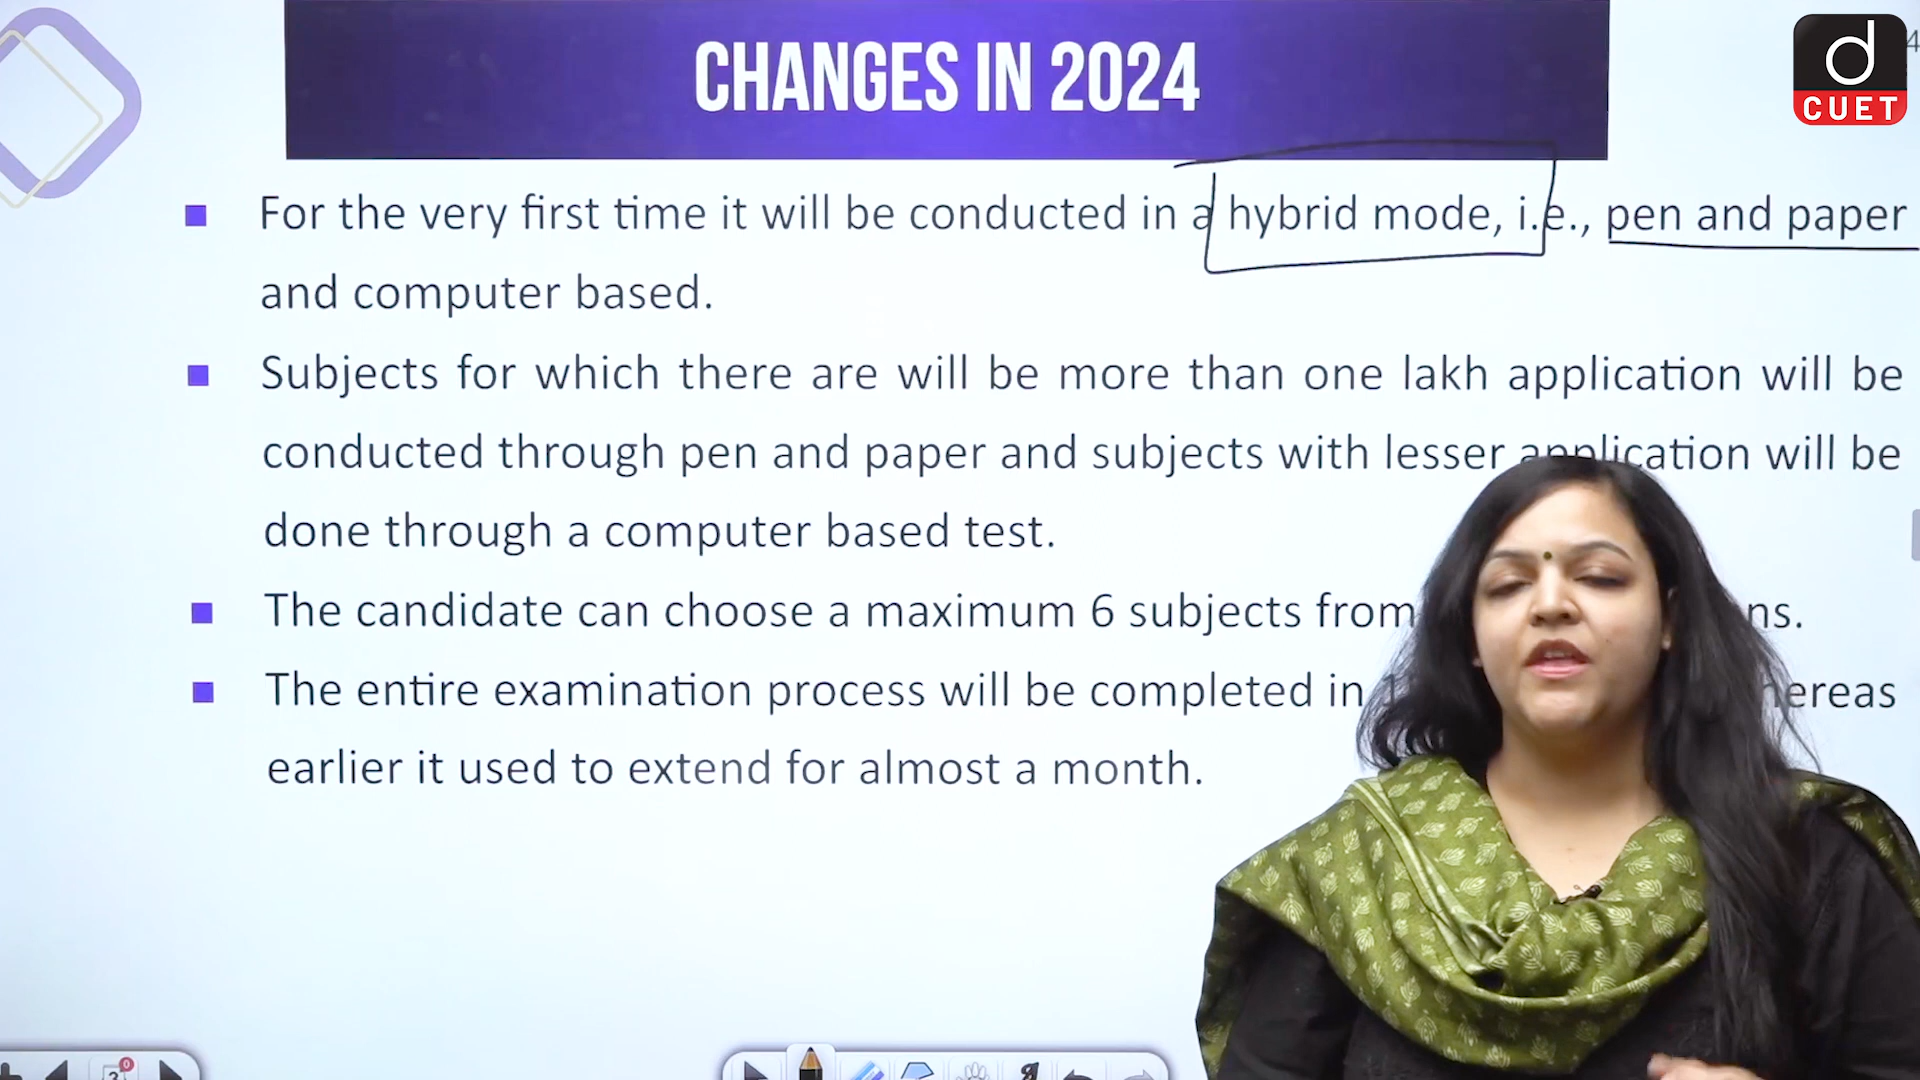 CHANGES IN 2024
d
CUET
4
For the very first time it will be conducted in a hybrid mode, i.e., pen and paper
and computer based.
Subjects for which there are will be more than one lakh application will be
conducted through pen and paper and subjects with lesser application will be
done through a computer based test.
The candidate can choose a maximum 6 subjects from
The entire examination process will be completed in
earlier it used to extend for almost a month.